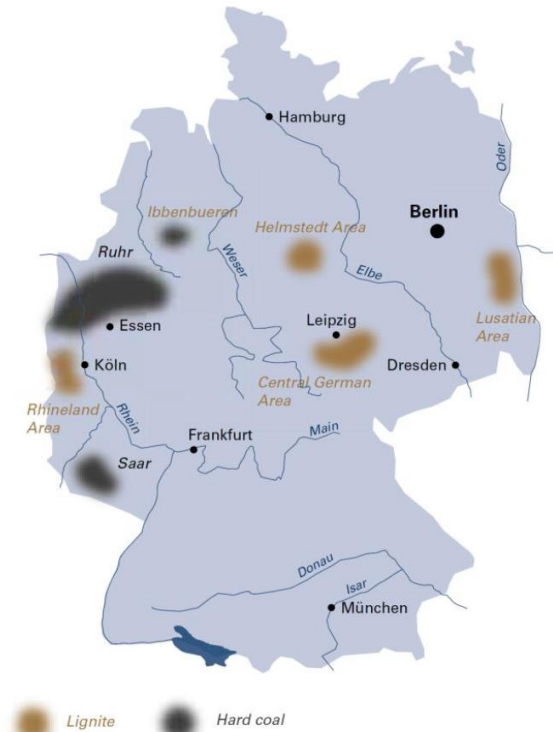 Hamburg
Oder
Ibbenbueren
Berlin
Helmstedt Area
Ruhr
Weser
Elbe
Essen
Leipzig
Lusatian
Area
Köln
Dresden
Central German
Area
Rhineland
Area
Rhein
Frankfurt
Main
Saar
Donau
Isar
München
Lignite
Hard coal